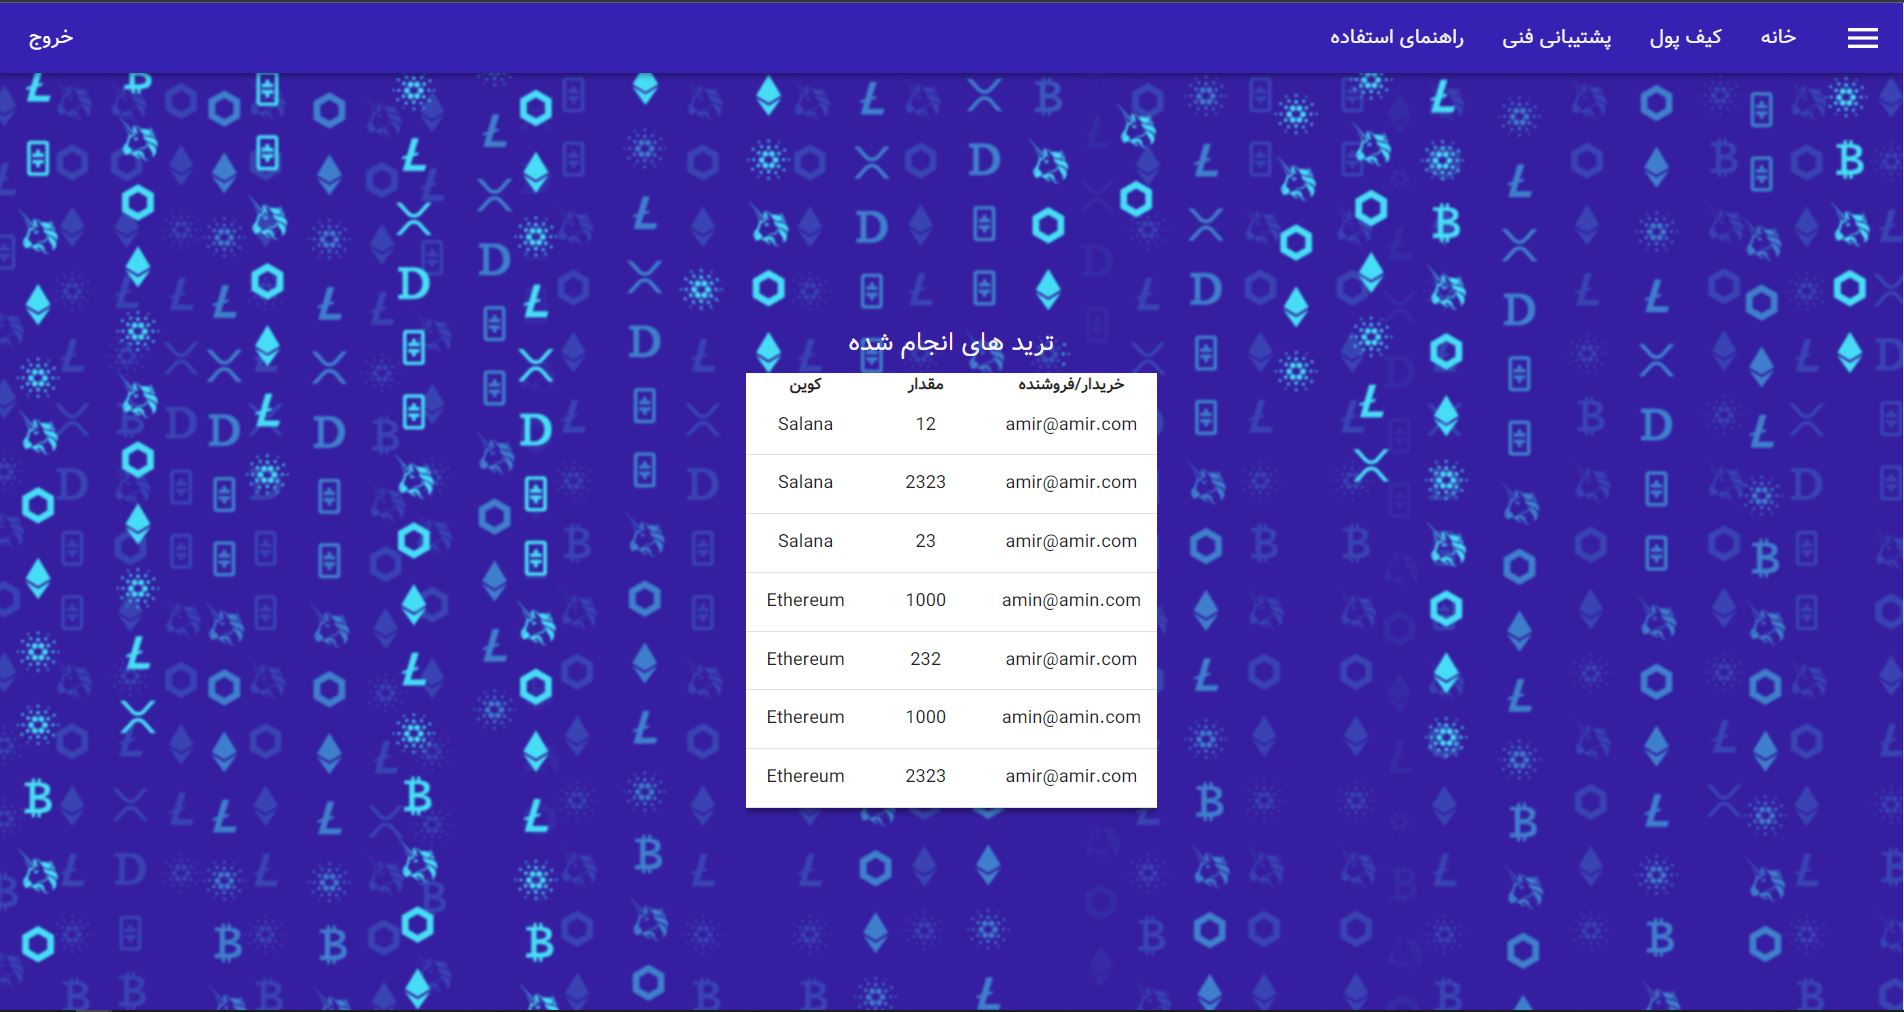 خانه کیف پول پشتیبانی فنی راهنمای استفاده خروج
ترید های انجام شده
خریدار/فروشنده مقدار کوین
amir@amir.com 12 Salana
amir@amir.com 2323 Salana
amir@amir.com 23 Salana
amin@amin.com 1000 Ethereum
amir@amir.com 232 Ethereum
amin@amin.com 1000 Ethereum
amir@amir.com 2323 Ethereum